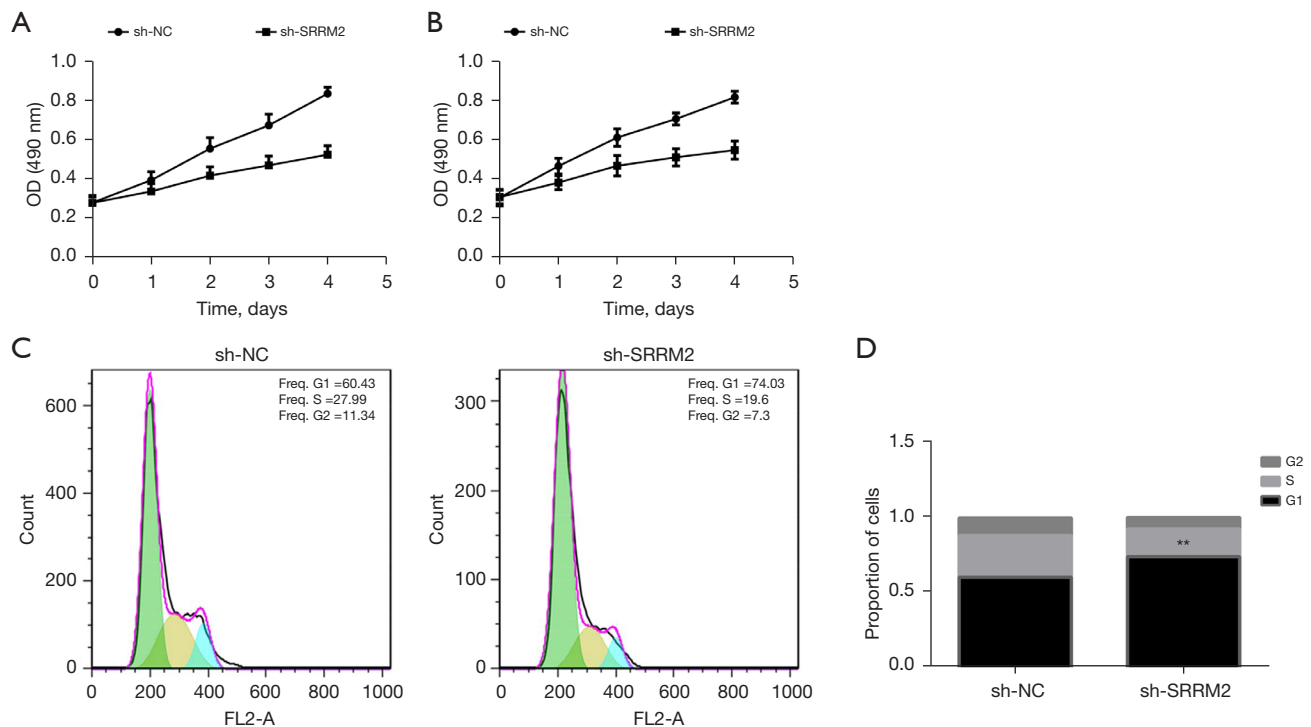 A
sh-NC
sh-SRRM2
OD (490 nm)
1.0
0.8
0.6
0.4
0.2
0.0
0 1 2 3 4 5
Time, days
B
sh-NC
sh-SRRM2
OD (490 nm)
1.0
0.8
0.6
0.4
0.2
0.0
0 1 2 3 4 5
Time, days
C
sh-NC
Count
600
400
200
0
Freq. G1 =60.43
Freq. S =27.99
Freq. G2 =11.34
0 200 400 600 800 1000
FL2-A
sh-SRRM2
Count
300
200
100
0
Freq. G1 =74.03
Freq. S =19.6
Freq. G2 =7.3
0 200 400 600 800 1000
FL2-A
D
Proportion of cells
1.5
1.0
0.5
0.0
**
G2
S
G1
sh-NC
sh-SRRM2